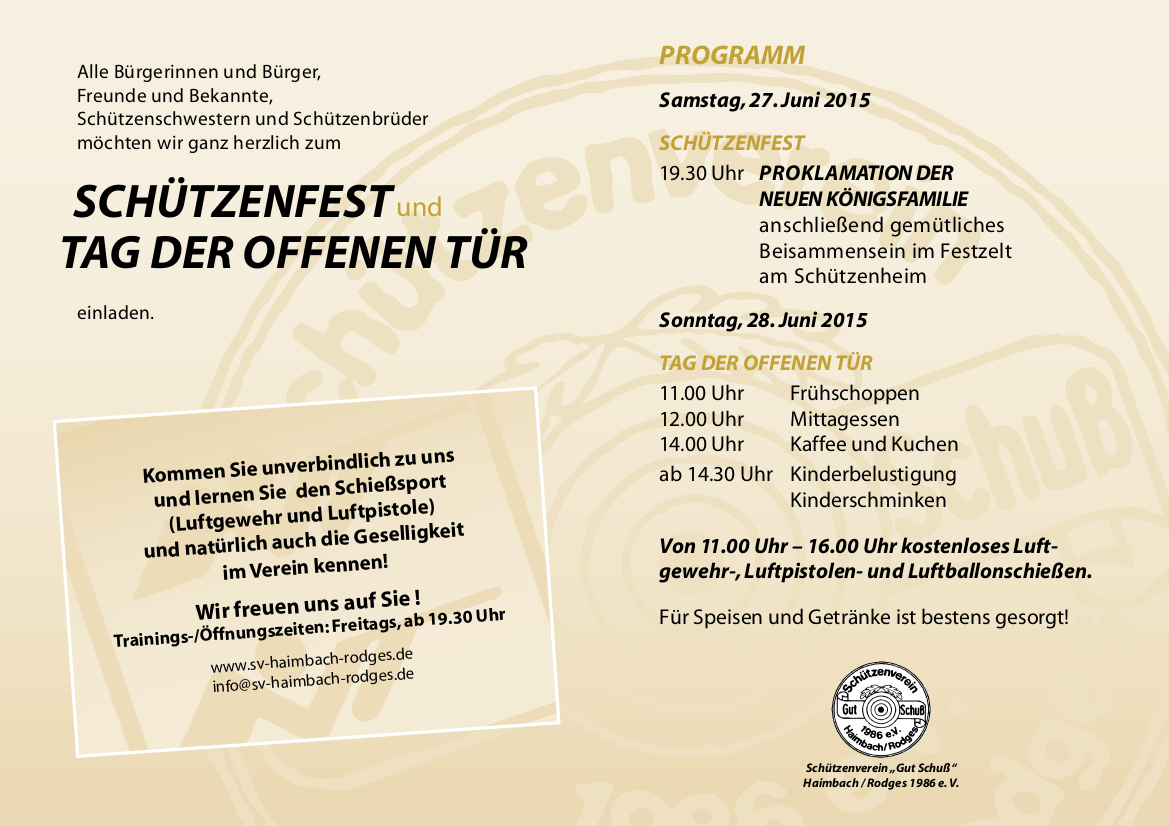 Alle Bürgerinnen und Bürger,
Freunde und Bekannte,
Schützenschwestern und Schützenbrüder
möchten wir ganz herzlich zum
SCHÜTZENFEST und
TAG DER OFFENEN TÜR
einladen.
Kommen Sie unverbindlich zu uns
und lernen Sie den Schießsport
(Luftgewehr und Luftpistole)
und natürlich auch die Geselligkeit
im Verein kennen!
Wir freuen uns auf Sie !
Trainings-/Öffnungszeiten: Freitags, ab 19.30 Uhr
www.sv-haimbach-rodges.de
info@sv-haimbach-rodges.de
PROGRAMM
Samstag, 27. Juni 2015
SCHÜTZENFEST
19.30 Uhr PROKLAMATION DER
NEUEN KÖNIGSFAMILIE
anschließend gemütliches
Beisammensein im Festzelt
am Schützenheim
Sonntag, 28. Juni 2015
TAG DER OFFENEN TÜR
11.00 Uhr Frühschoppen
12.00 Uhr Mittagessen
14.00 Uhr Kaffee und Kuchen
ab 14.30 Uhr Kinderbelustigung
Kinderschminken
Von 11.00 Uhr – 16.00 Uhr kostenloses Luft-
gewehr-, Luftpistolen- und Luftballonschießen.
Für Speisen und Getränke ist bestens gesorgt!
Schützenverein
Gut Schuß
1986 e.V.
Haimbach/Rodges
Schützenverein „Gut Schuß“
Haimbach / Rodges 1986 e. V.